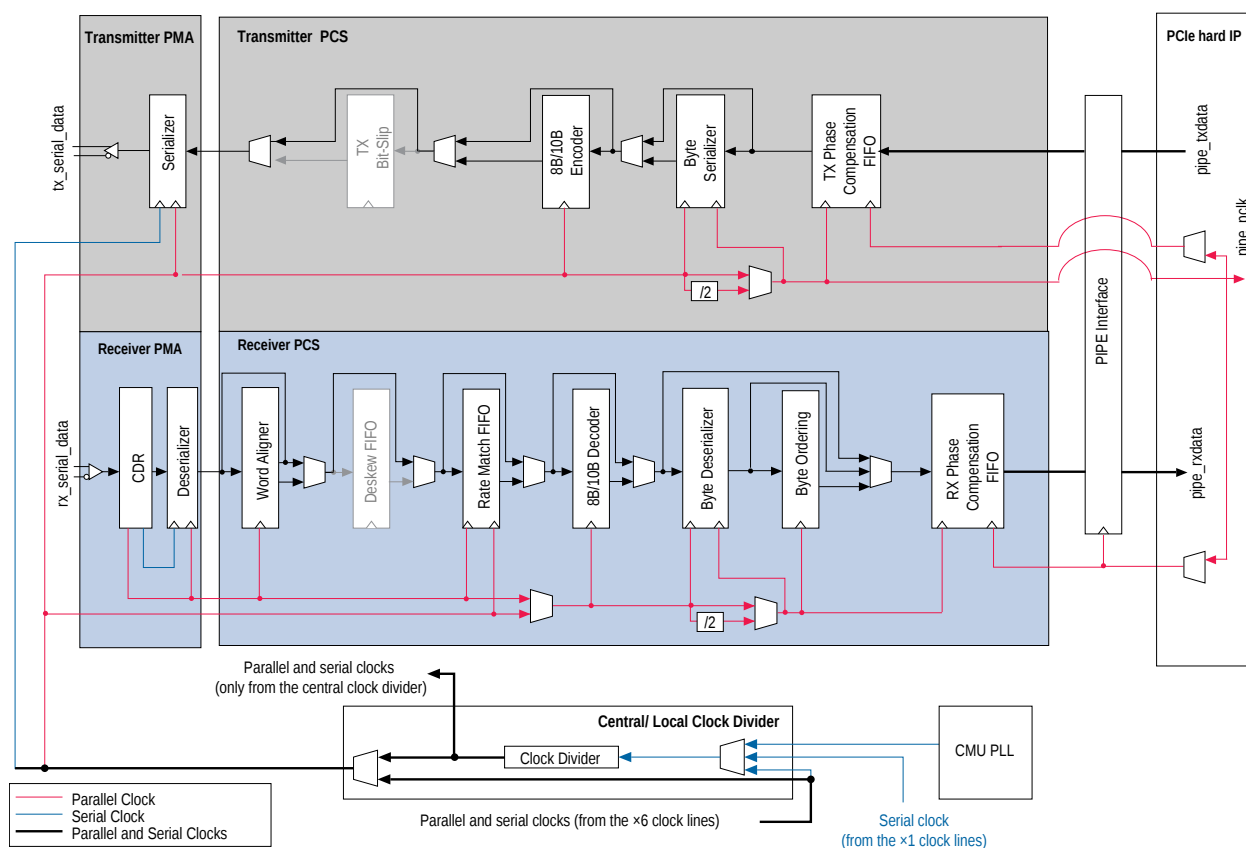 Transmitter PMA
Transmitter PCS
PCIe hard IP
tx_serial_data
Serializer
TX
Bit-Slip
8B/10B
Encoder
Byte
Serializer
TX Phase
Compensation
FIFO
pipe_txdata
pipe_pclk
/2
PIPE Interface
Receiver PMA
Receiver PCS
rx_serial_data
CDR
Deserializer
Word Aligner
Deskew FIFO
Rate Match FIFO
8B/10B Decoder
Byte Deserializer
Byte Ordering
RX Phase
Compensation
FIFO
pipe_rxdata
/2
Parallel and serial clocks
(only from the central clock divider)
Central/ Local Clock Divider
Clock Divider
CMU PLL
Parallel Clock
Serial Clock
Parallel and Serial Clocks
Parallel and serial clocks (from the ×6 clock lines)
Serial clock
(from the ×1 clock lines)